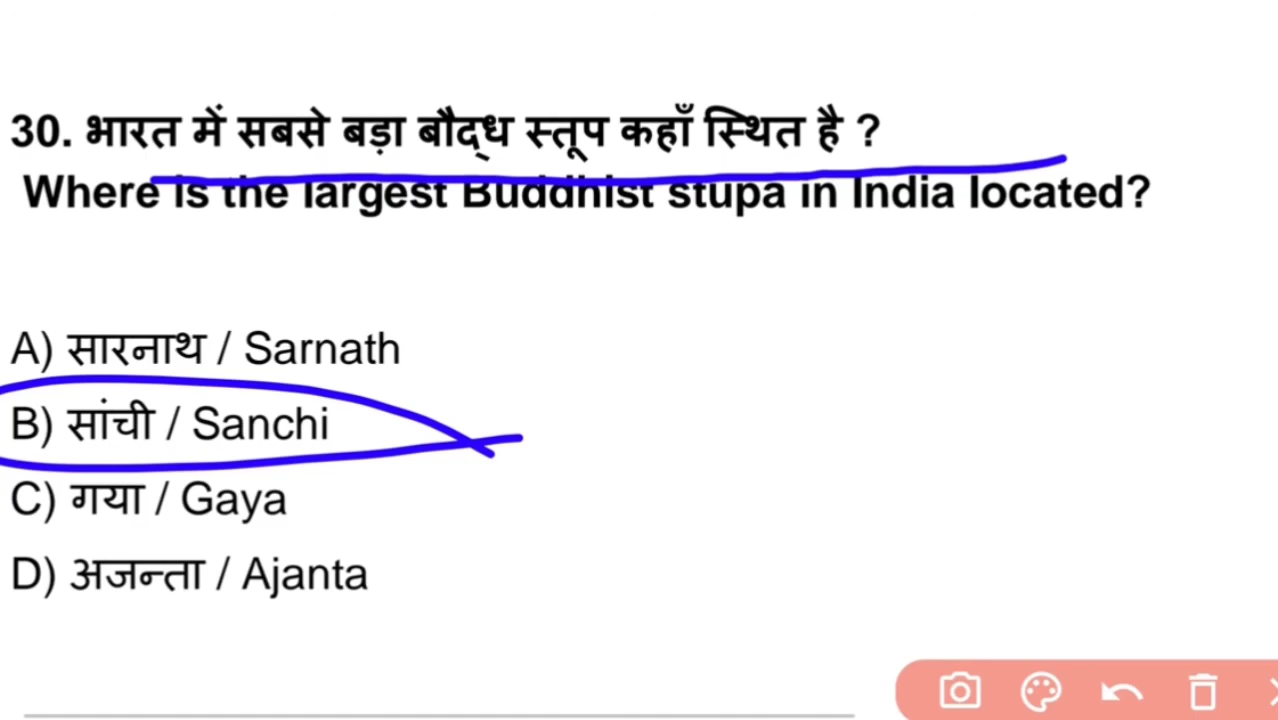 30. भारत में सबसे बड़ा बौद्ध स्तूप कहाँ स्थित है ?
Where is the largest Buddhist stupa in India located?
A) सारनाथ / Sarnath
B) सांची / Sanchi
C) गया / Gaya
D) अजन्ता / Ajanta